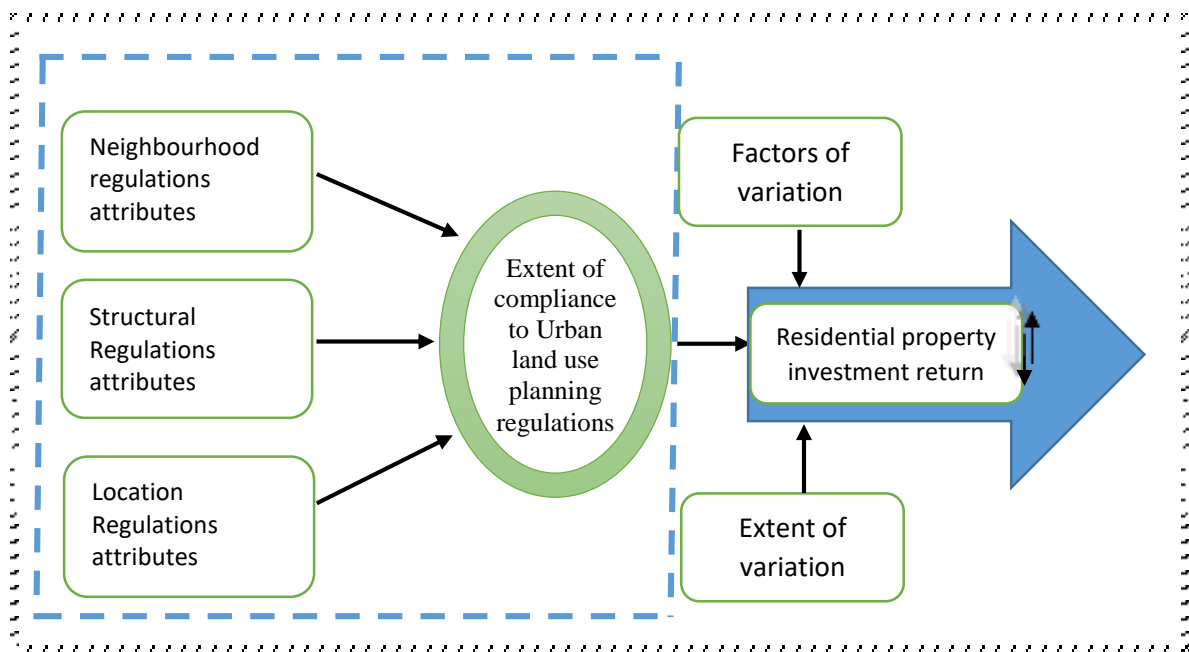 Neighbourhood
regulations
attributes
Structural
Regulations
attributes
Location
Regulations
attributes
Extent of
compliance
to Urban
land use
planning
regulations
Factors of
variation
Residential property
investment return
Extent of
variation